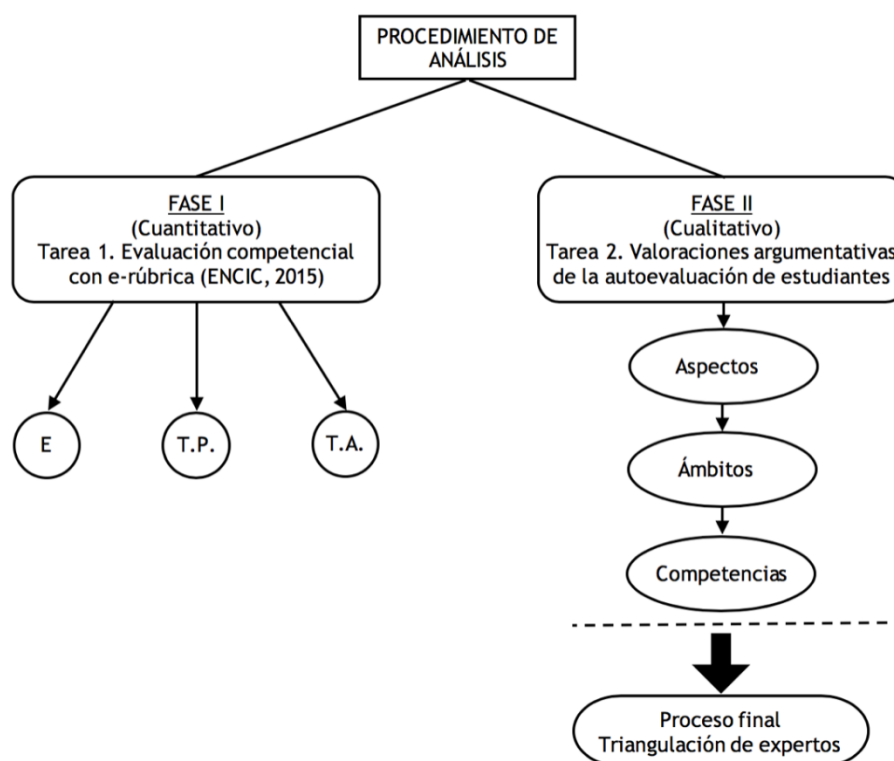 PROCEDIMIENTO DE
ANÁLISIS
FASE I
(Cuantitativo)
Tarea 1. Evaluación competencial
con e-rúbrica (ENCIC, 2015)
FASE II
(Cualitativo)
Tarea 2. Valoraciones argumentativas
de la autoevaluación de estudiantes
E
T.P.
T.A.
Aspectos
Ámbitos
Competencias
Proceso final
Triangulación de expertos